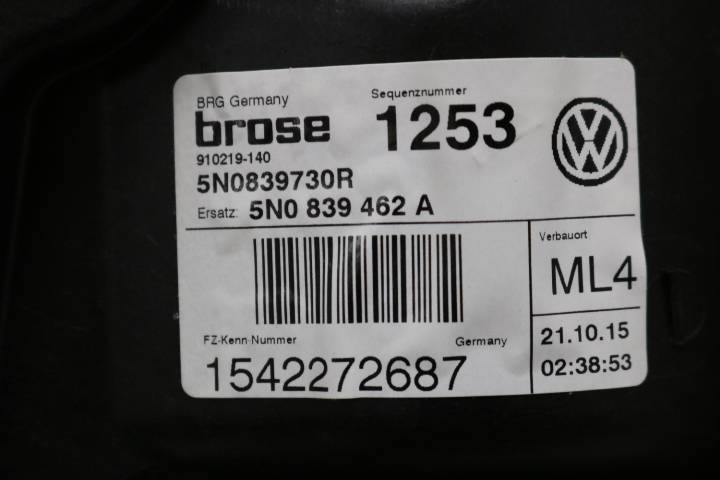 BRG Germany
Sequenznummer
brose 1253
910219-140
5N0839730R
Ersatz: 5N0 839 462 A
Verbauort
ML4
FZ-Kenn-Nummer Germany
1542272687
21.10.15
02:38:53